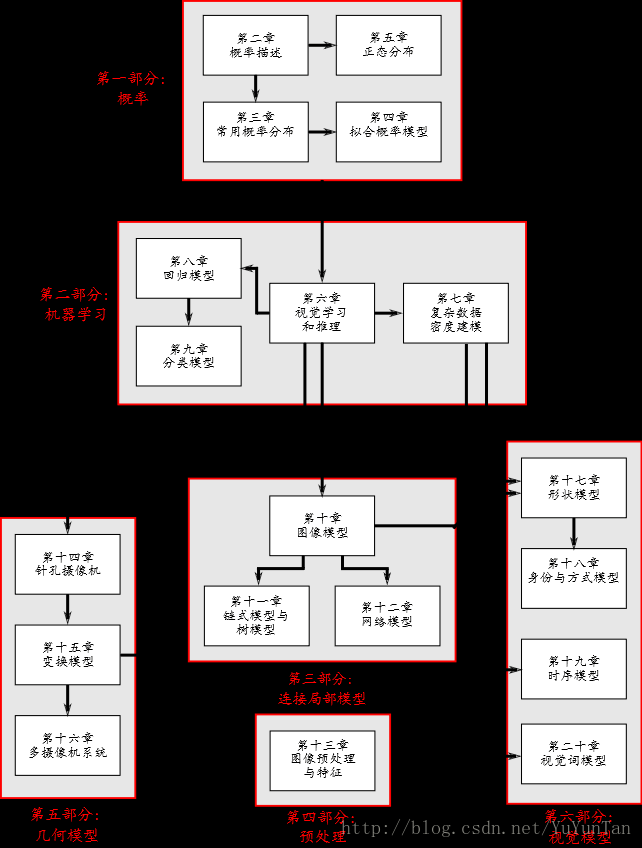 第一部分:
概率
第二章
概率描述
第五章
正态分布
第三章
常用概率分布
第四章
拟合概率模型
第二部分:
机器学习
第八章
回归模型
第六章
视觉学习
和推理
第七章
复杂数据
密度建模
第九章
分类模型
第十章
图像模型
第十一章
链式模型与
树模型
第十二章
网络模型
第三部分:
连接局部模型
第十三章
图像预处理
与特征
第四部分:
预处理
第十四章
针孔摄像机
第十五章
变换模型
第十六章
多摄像机系统
第五部分:
几何模型
第十七章
形状模型
第十八章
身份与方式模型
第十九章
时序模型
第二十章
视觉词模型
第六部分:
视觉模型
http://blog.csdn.net/YuYunTan